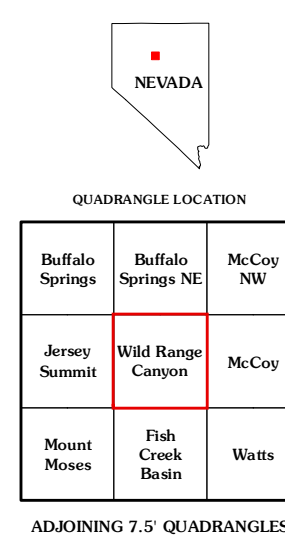 NEVADA
QUADRANGLE LOCATION
Buffalo
Springs
Buffalo
Springs NE
McCoy
NW
Jersey
Summit
Wild Range
Canyon
McCoy
Mount
Moses
Fish
Creek
Basin
Watts
ADJOINING 7.5' QUADRANGLES